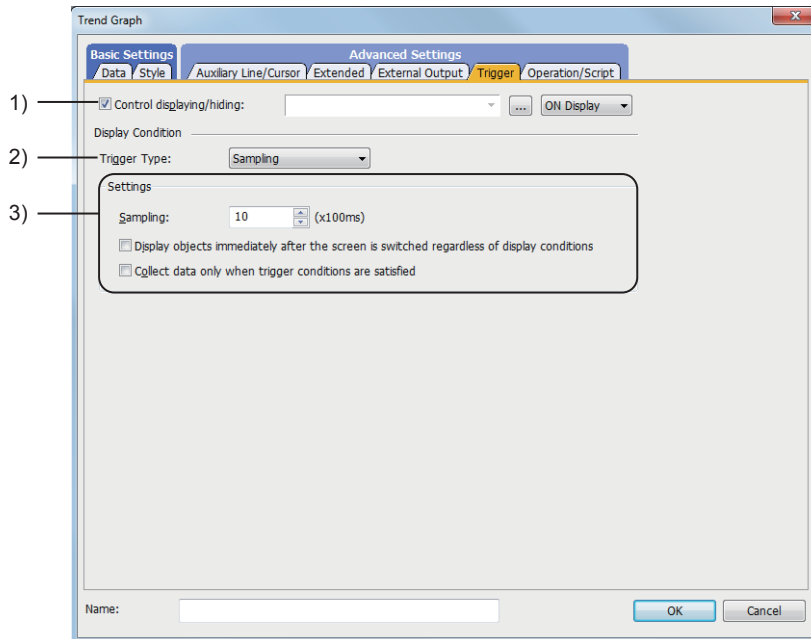 Trend Graph
x
Basic Settings
Advanced Settings
Data Style Auxiliary Line/Cursor Extended External Output Trigger Operation/Script
1) Control displaying/hiding: ... ON Display
Display Condition
2) Trigger Type: Sampling
3)
Settings
Sampling: 10 (x100ms)
Display objects immediately after the screen is switched regardless of display conditions
Collect data only when trigger conditions are satisfied
Name: OK Cancel